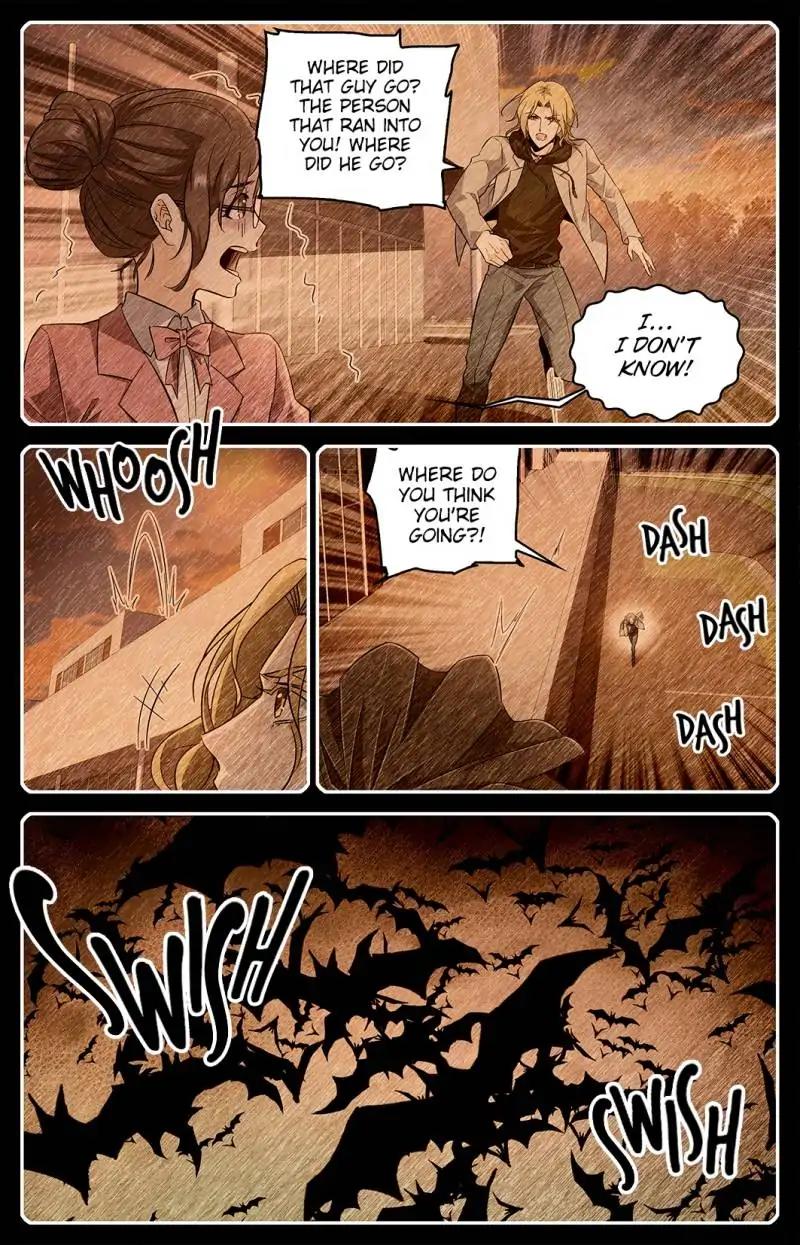 WHERE DID
THAT GUY GO?
THE PERSON
THAT RAN INTO
YOU! WHERE
DID HE GO?
I...
I DON'T
KNOW!
WHOOSH
WHERE DO
YOU THINK
YOU'RE
GOING?!
DASH
DASH
DASH
SWISH
SWISH